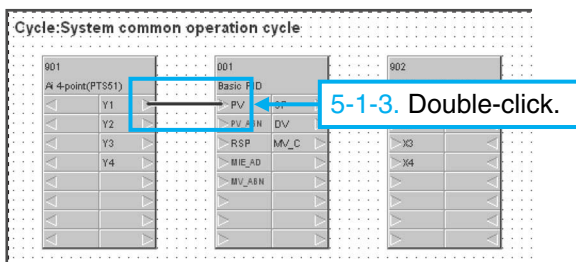 Cycle:System common operation cycle
901
Ai 4-point(PTS51)
Y1
Y2
Y3
Y4
001
Basic PID
PV
PV_ABN DV
RSP MV_C
MIE_AD
MV_ABN
902
5-1-3. Double-click.
X3
X4